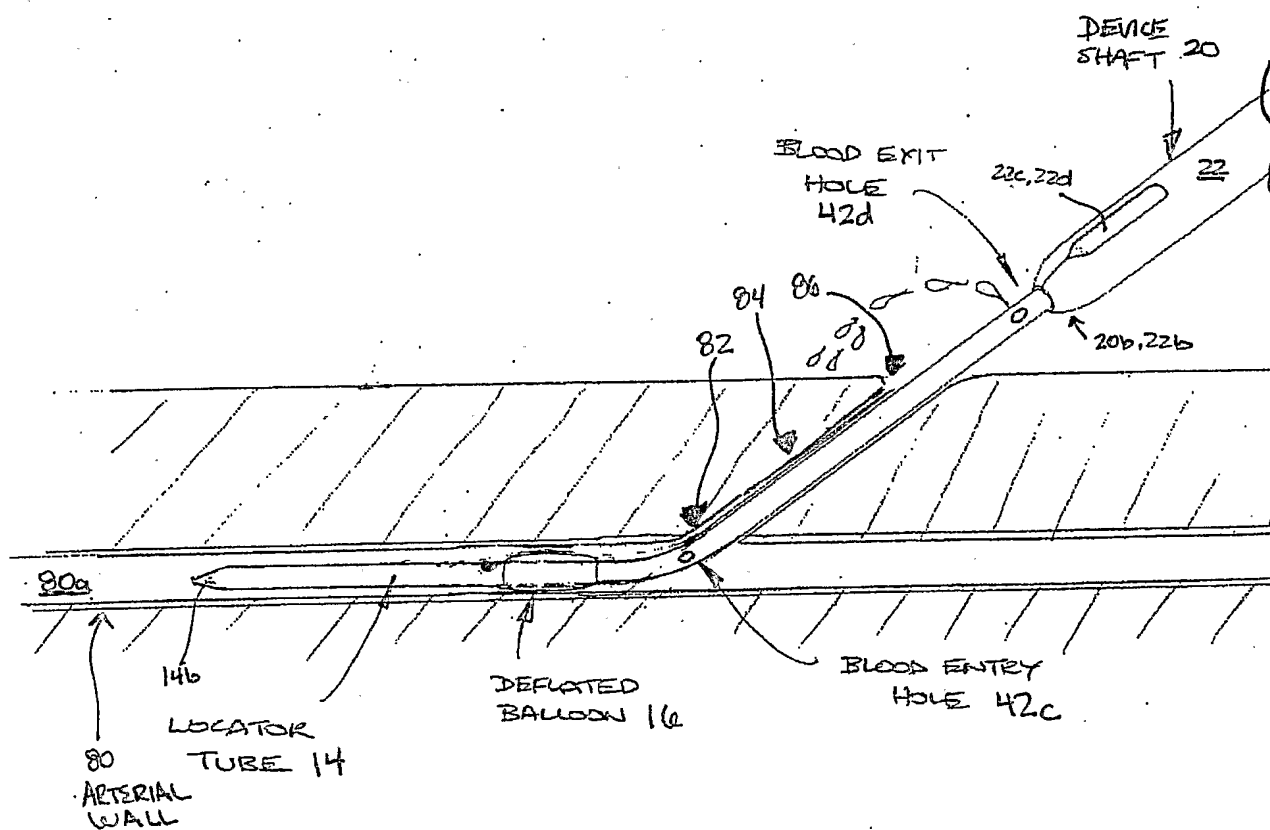 DEVICE
SHAFT 20
BLOOD EXIT
HOLE
42d
22c, 22d
22
84
82
20b, 22b
80a
14b
LOCATOR
TUBE 14
DEFLATED
BALLOON 16
BLOOD ENTRY
HOLE 42c
80
ARTERIAL
WALL